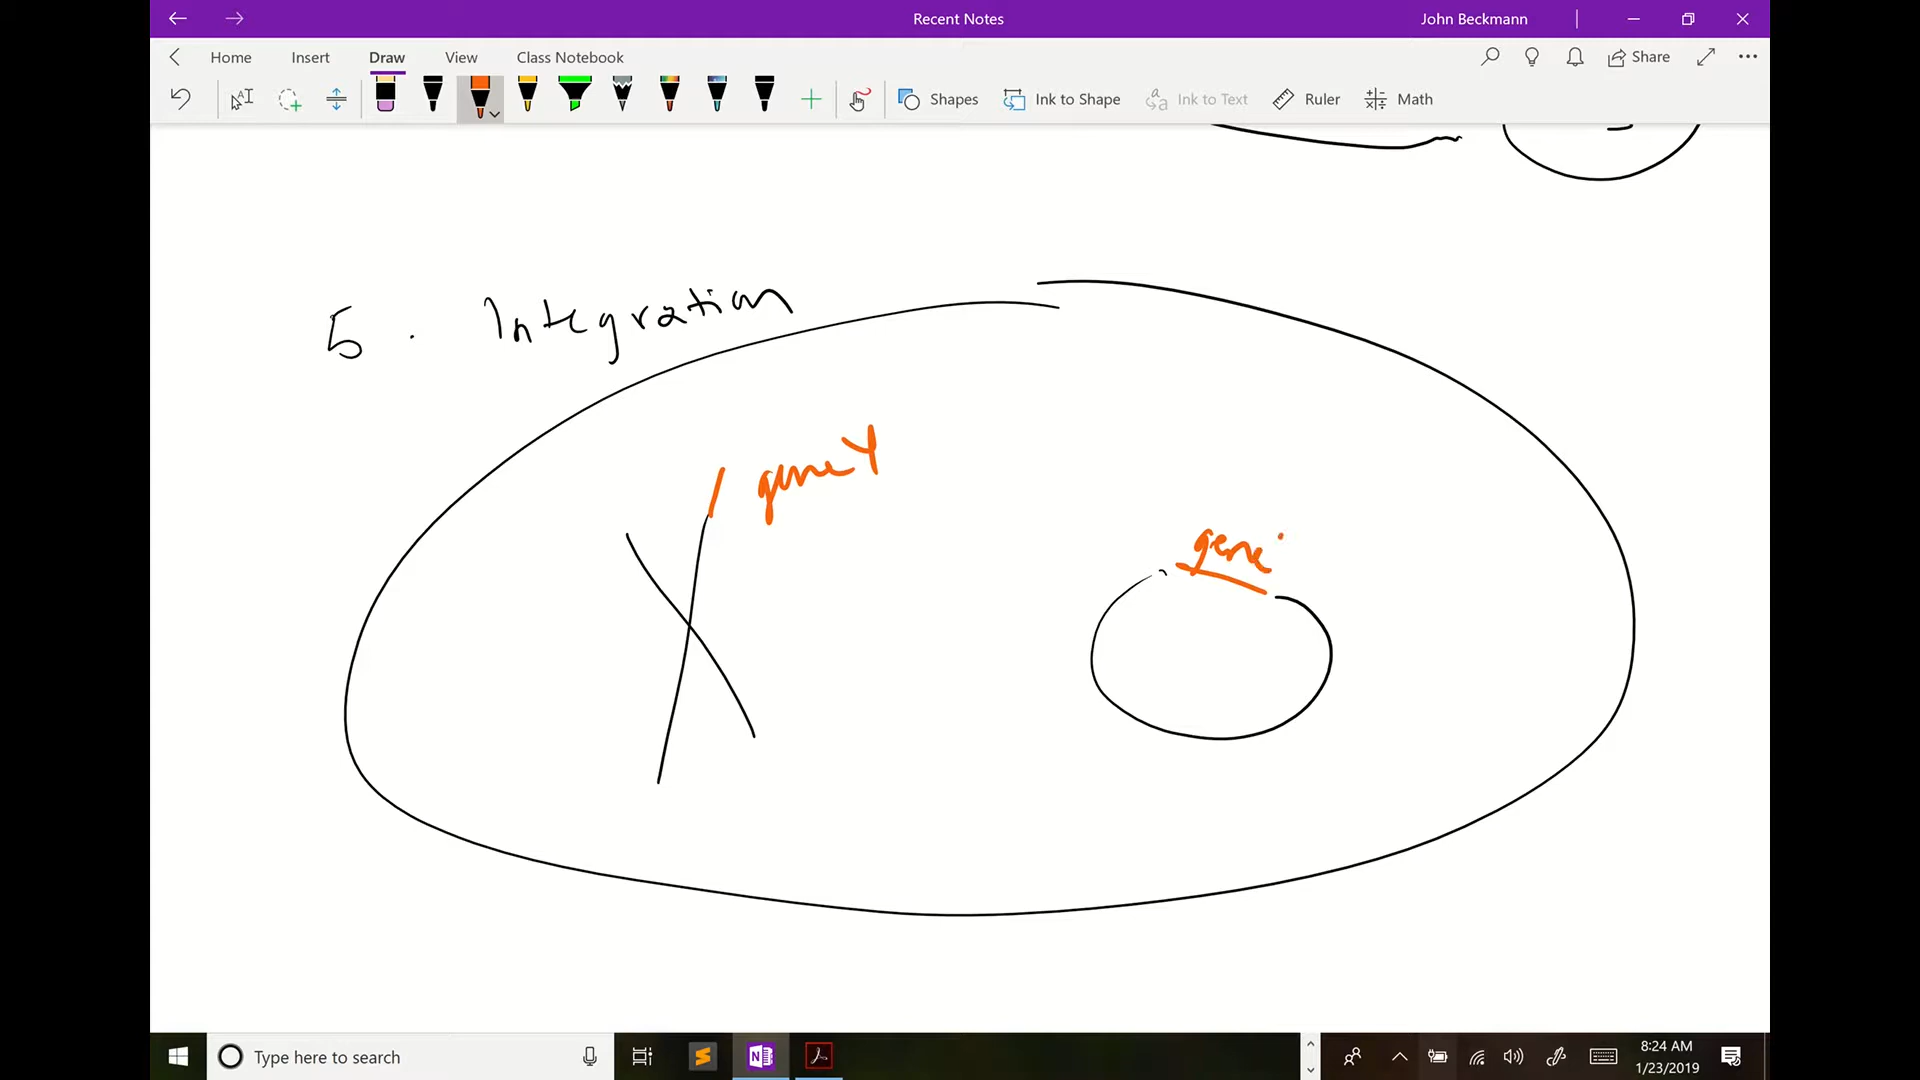 Recent Notes
John Beckmann
Home Insert Draw View Class Notebook
Share
Shapes Ink to Shape Ink to Text Ruler Math
5. Integration
gene Y
gene
Type here to search
8:24 AM
1/23/2019